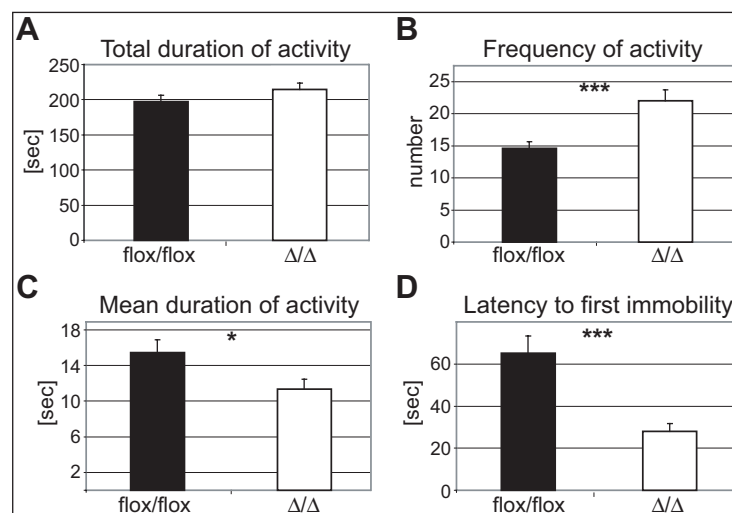 A
Total duration of activity
250
200
150
100
50
0
[sec]
flox/flox
Δ/Δ
B
Frequency of activity
25
20
15
10
5
0
number
***
flox/flox
Δ/Δ
C
Mean duration of activity
18
14
10
6
2
[sec]
*
flox/flox
Δ/Δ
D
Latency to first immobility
60
40
20
0
[sec]
***
flox/flox
Δ/Δ